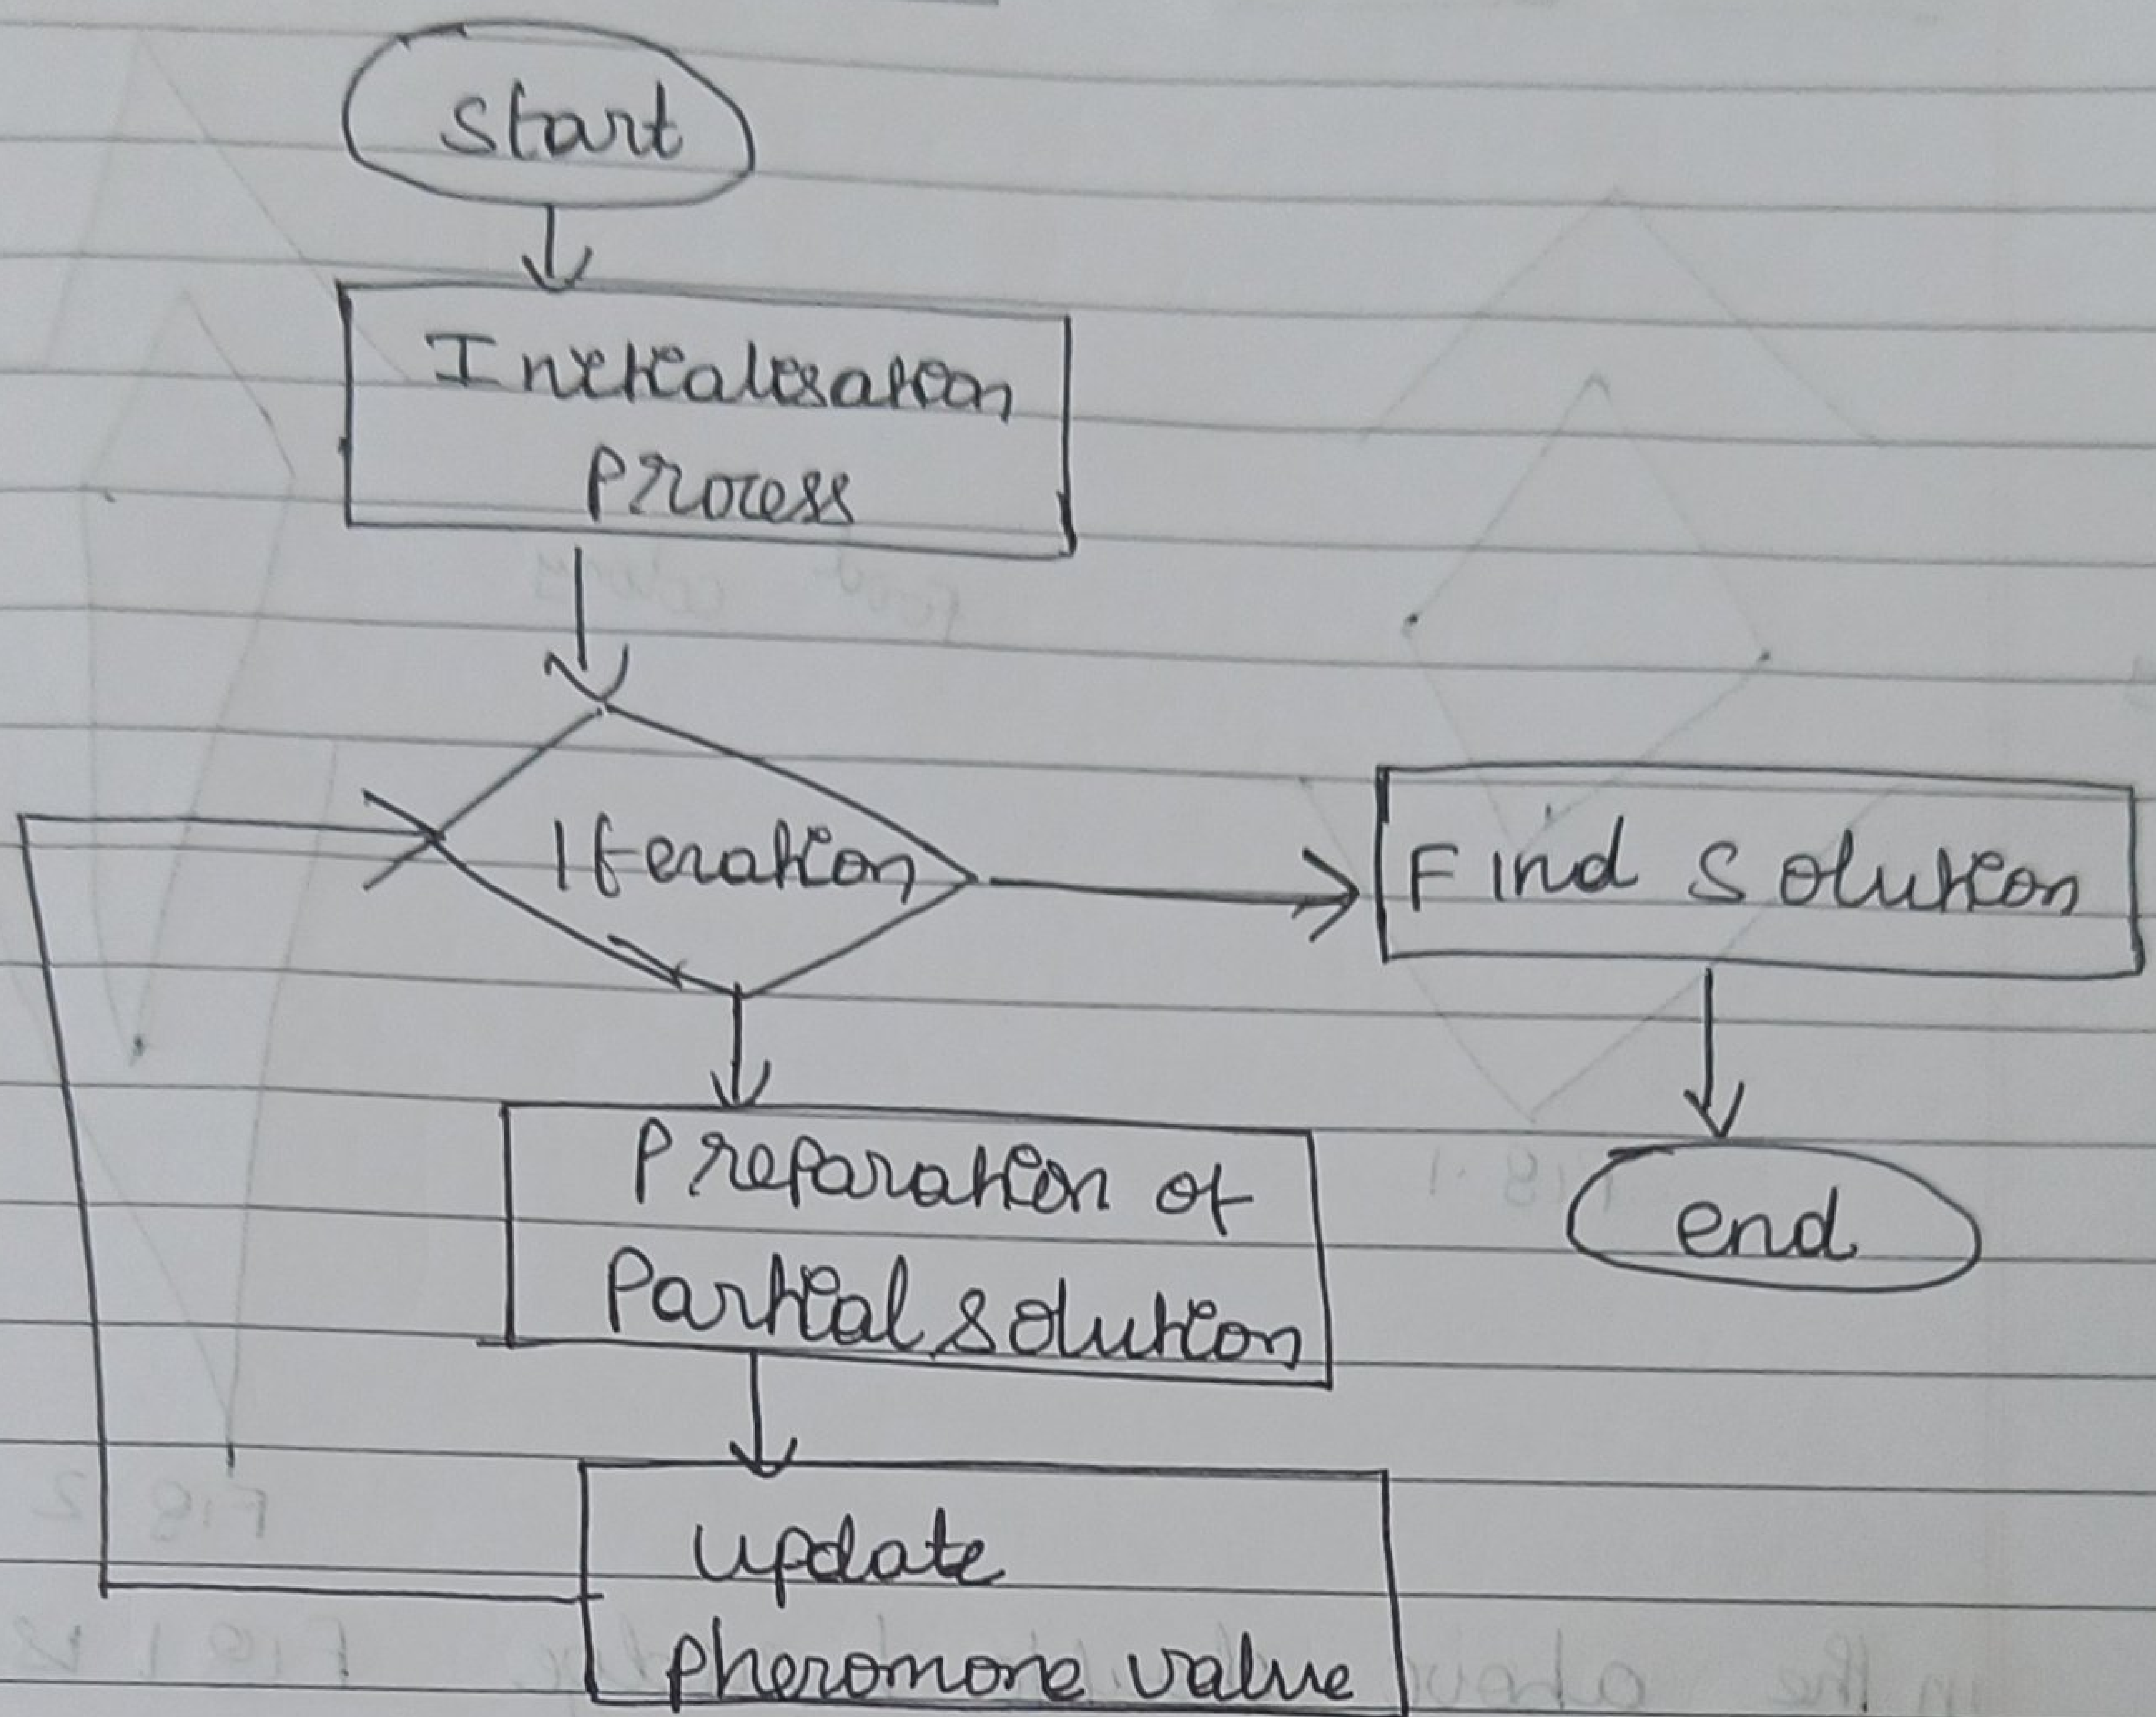 Start
Initialisation
Process
Iteration
Find Solution
Preparation of
Partial solution
end
update
pheromone value